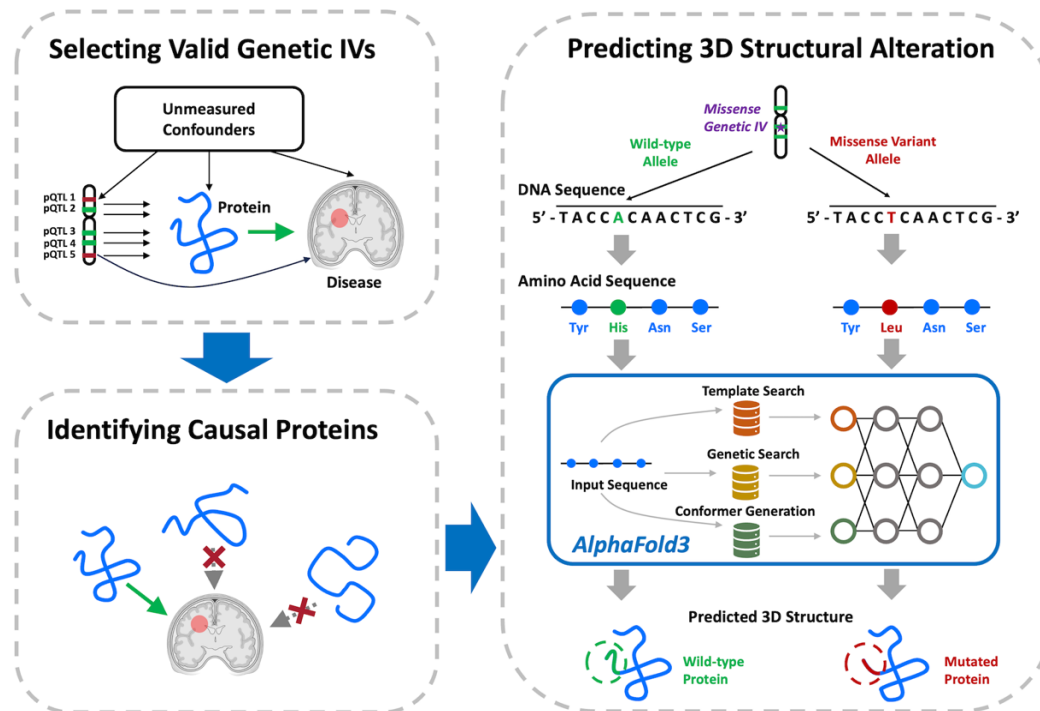 Selecting Valid Genetic IVs
Unmeasured
Confounders
pQTL 1
pQTL 2
pQTL 3
pQTL 4
pQTL 5
Protein
Disease
Identifying Causal Proteins
Predicting 3D Structural Alteration
Missense
Genetic IV
Wild-type
Allele
Missense Variant
Allele
DNA Sequence
5’ - T A C C A C A A C T C G - 3’
5’ - T A C C T C A A C T C G - 3’
Amino Acid Sequence
Tyr His Asn Ser
Tyr Leu Asn Ser
Template Search
Genetic Search
Input Sequence
Conformer Generation
AlphaFold3
Predicted 3D Structure
Wild-type
Protein
Mutated
Protein